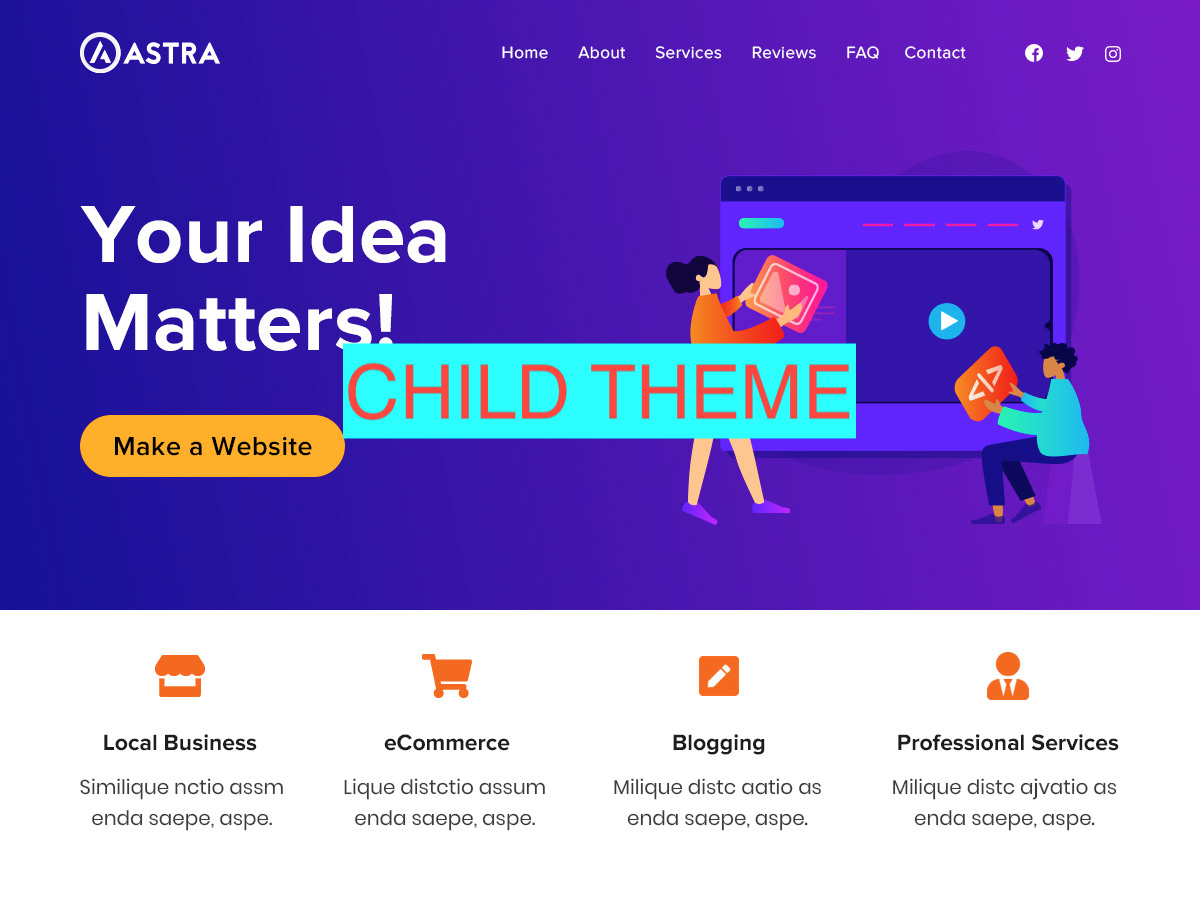 ASTRA
Home About Services Reviews FAQ Contact
Your Idea
Matters!
CHILD THEME
Make a Website
</>
Local Business
Similique nctio assm
enda saepe, aspe.
eCommerce
Lique distctio assum
enda saepe, aspe.
Blogging
Milique distc aatio as
enda saepe, aspe.
Professional Services
Milique distc ajvatio as
enda saepe, aspe.